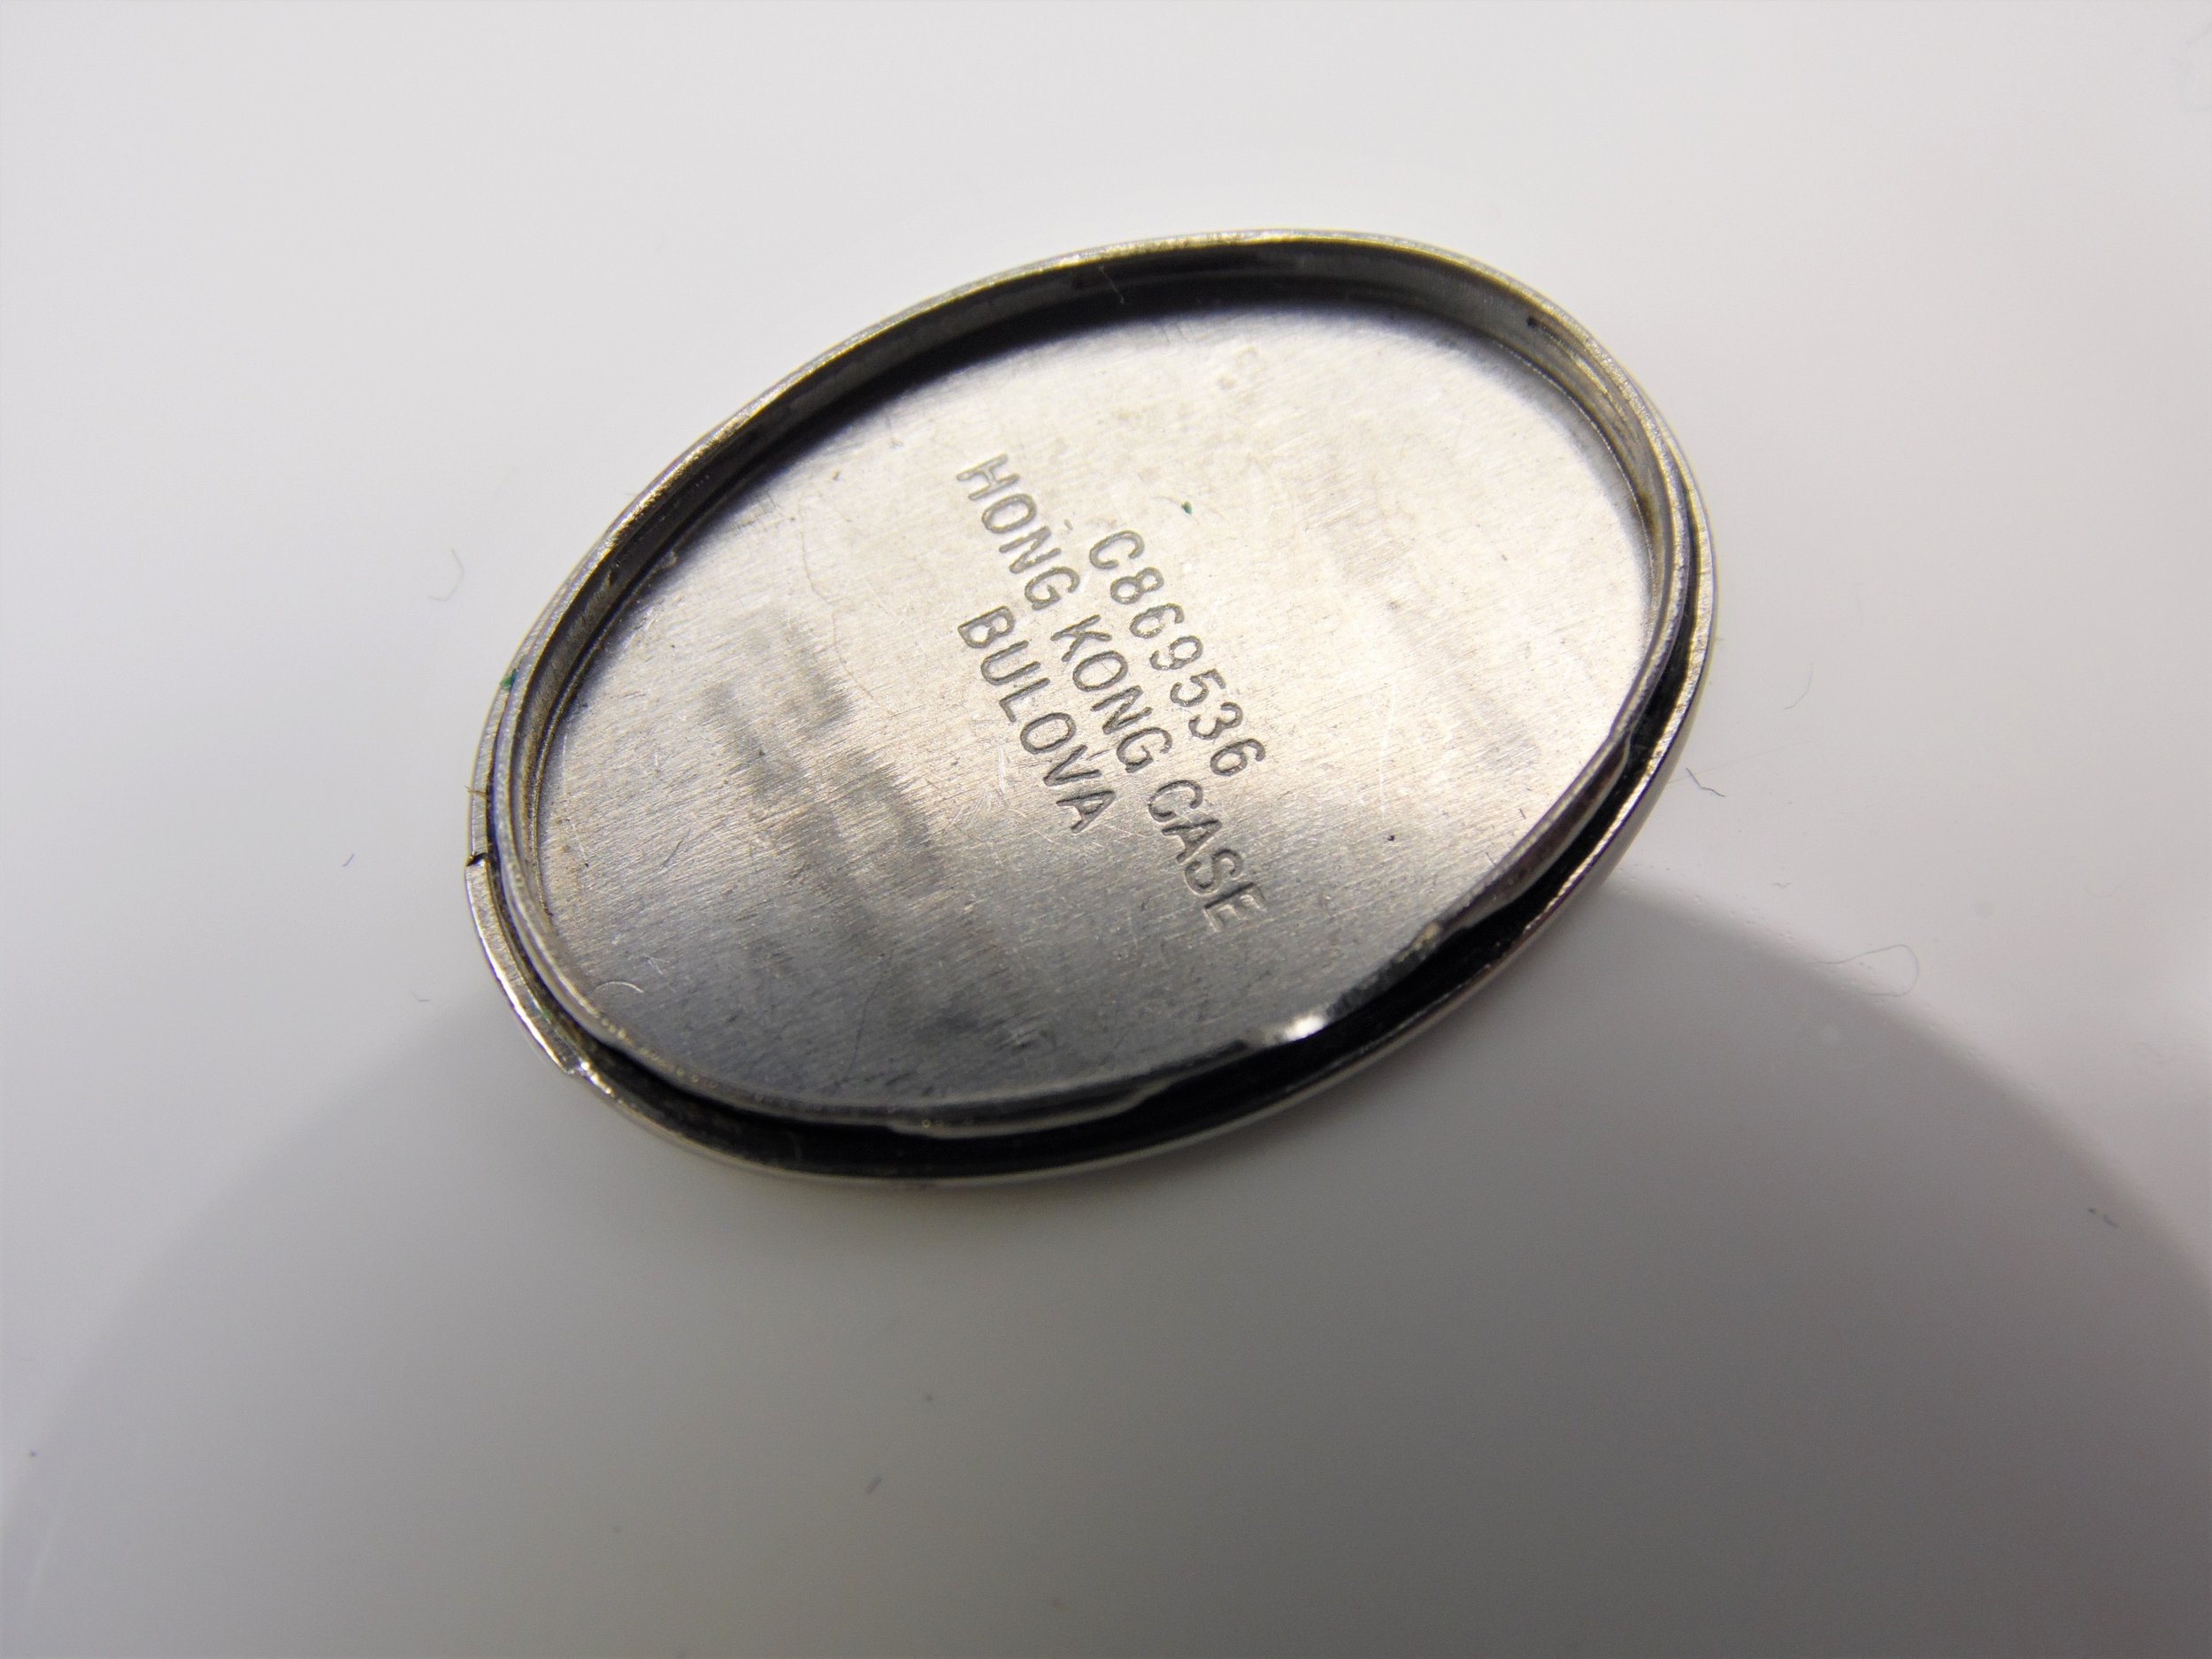 C869536
HONG KONG CASE
BULOVA